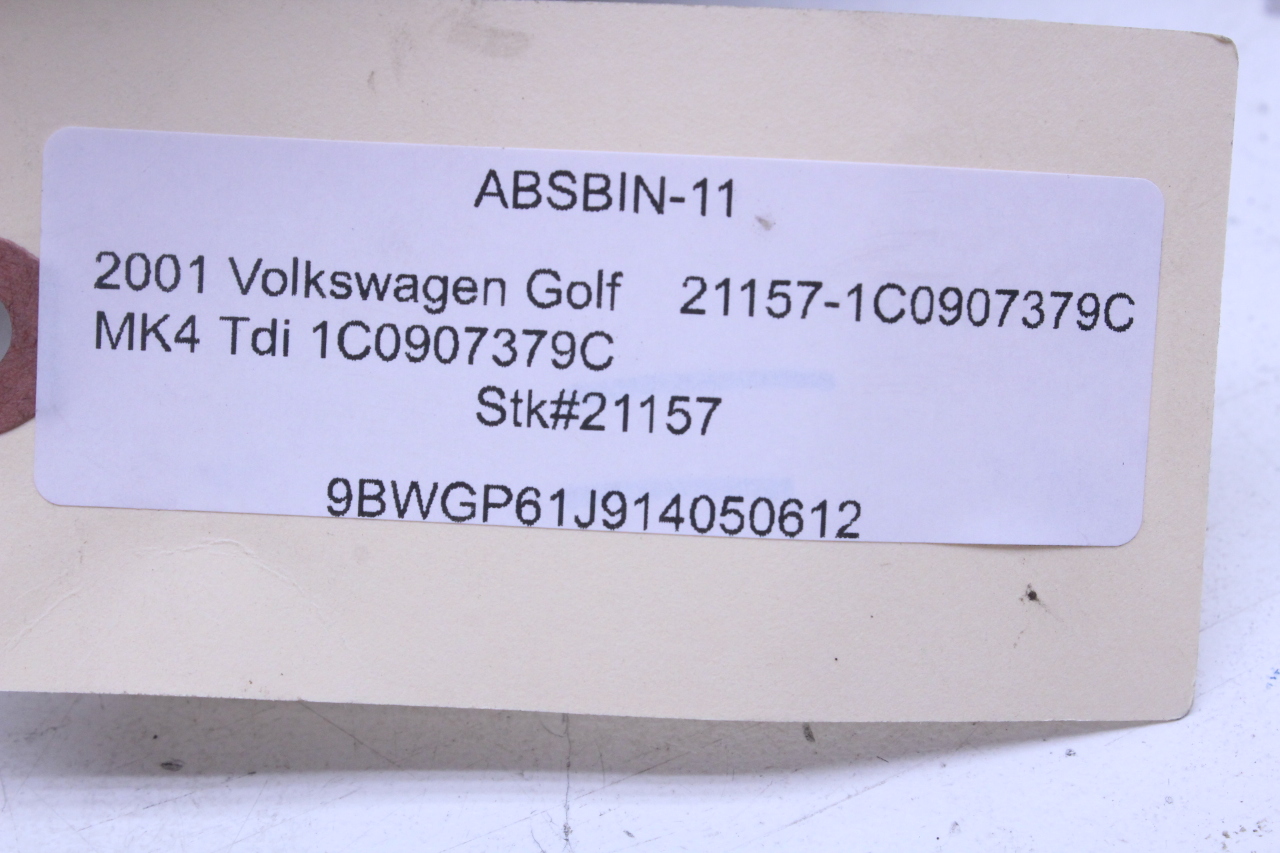 ABSBIN-11
2001 Volkswagen Golf 21157-1C0907379C
MK4 Tdi 1C0907379C
Stk#21157
9BWGP61J914050612